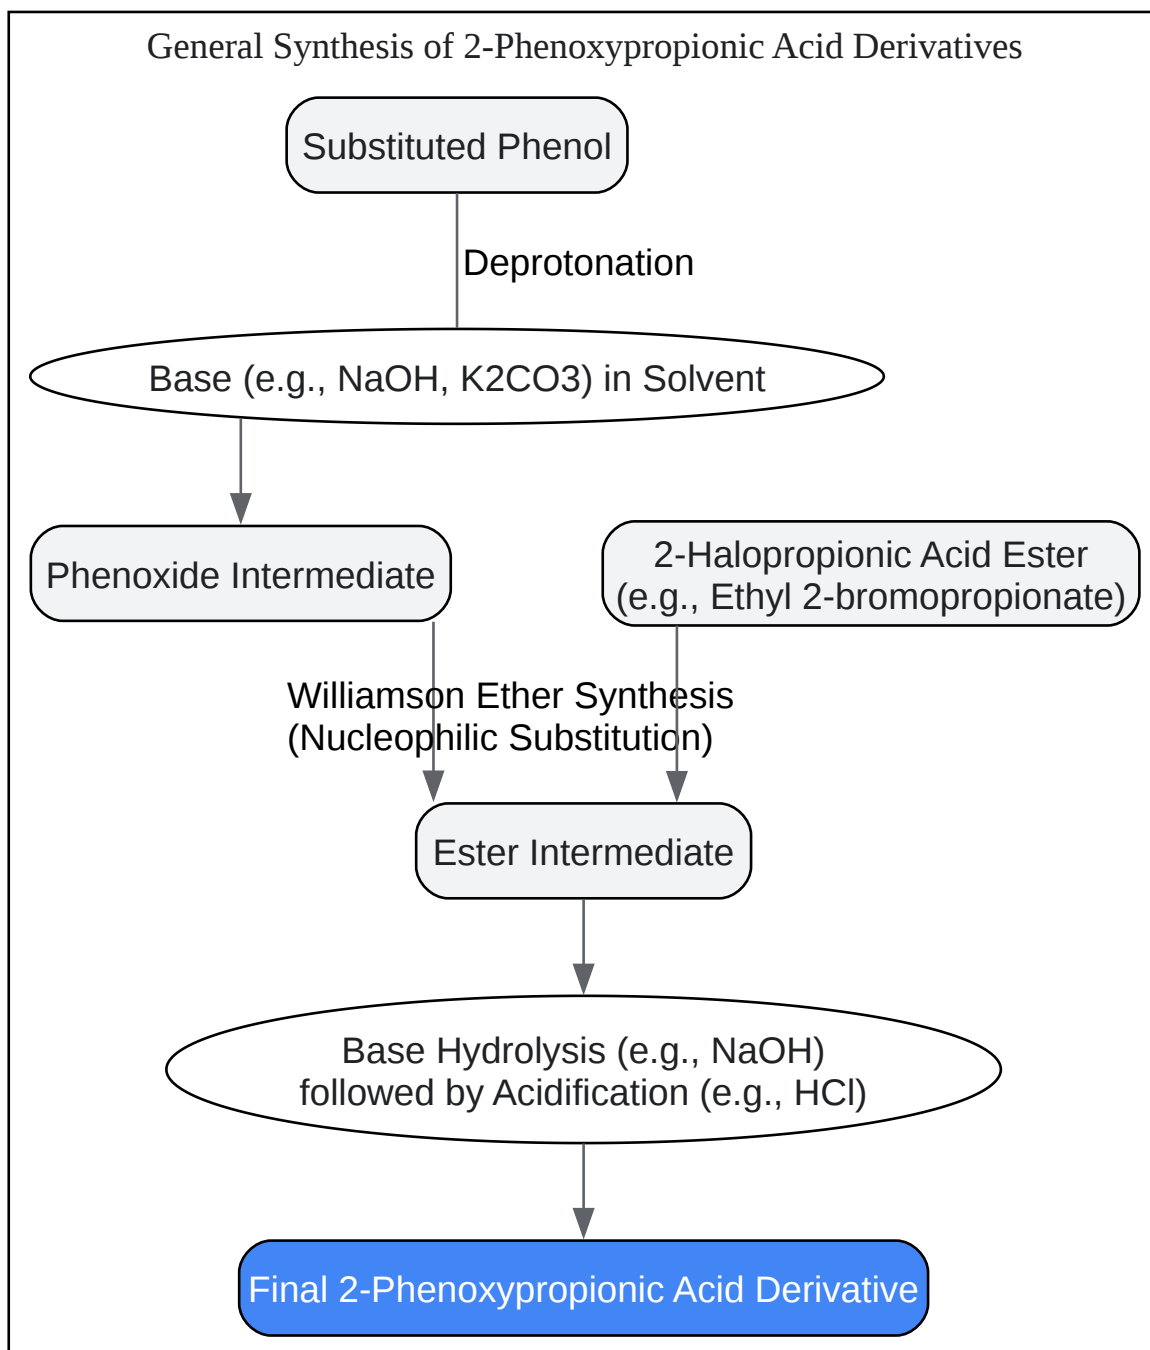 General Synthesis of 2-Phenoxypropionic Acid Derivatives
Substituted Phenol
Deprotonation
Base (e.g., NaOH, K2CO3) in Solvent
Phenoxide Intermediate
2-Halopropionic Acid Ester
(e.g., Ethyl 2-bromopropionate)
Williamson Ether Synthesis
(Nucleophilic Substitution)
Ester Intermediate
Base Hydrolysis (e.g., NaOH)
followed by Acidification (e.g., HCl)
Final 2-Phenoxypropionic Acid Derivative